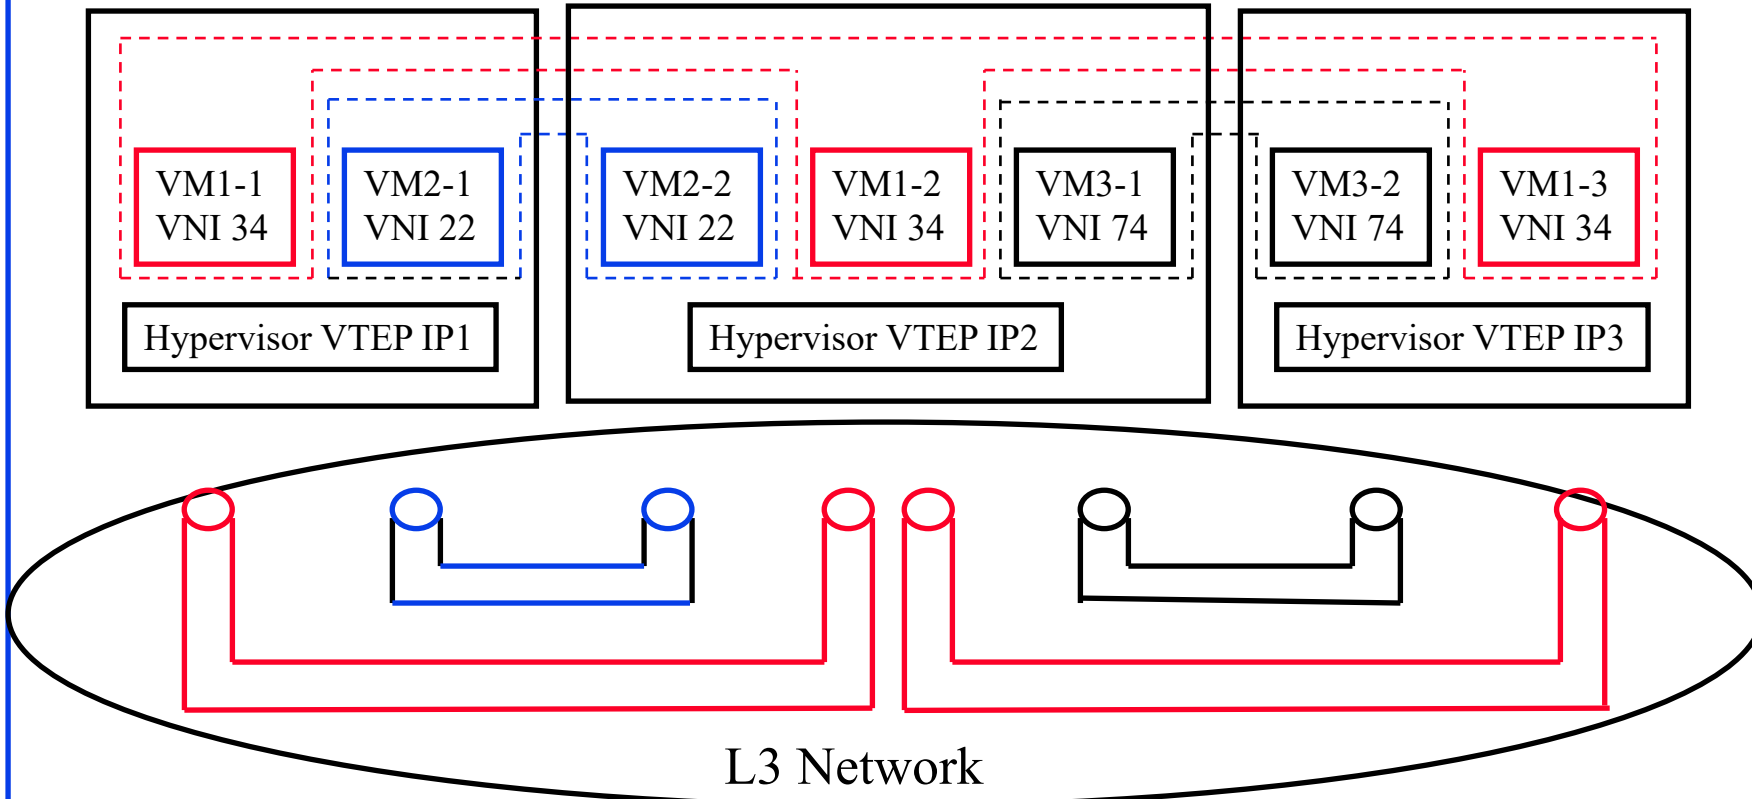 VM1-1
VNI 34
VM2-1
VNI 22
VM2-2
VNI 22
VM1-2
VNI 34
VM3-1
VNI 74
VM3-2
VNI 74
VM1-3
VNI 34
Hypervisor VTEP IP1
Hypervisor VTEP IP2
Hypervisor VTEP IP3
L3 Network